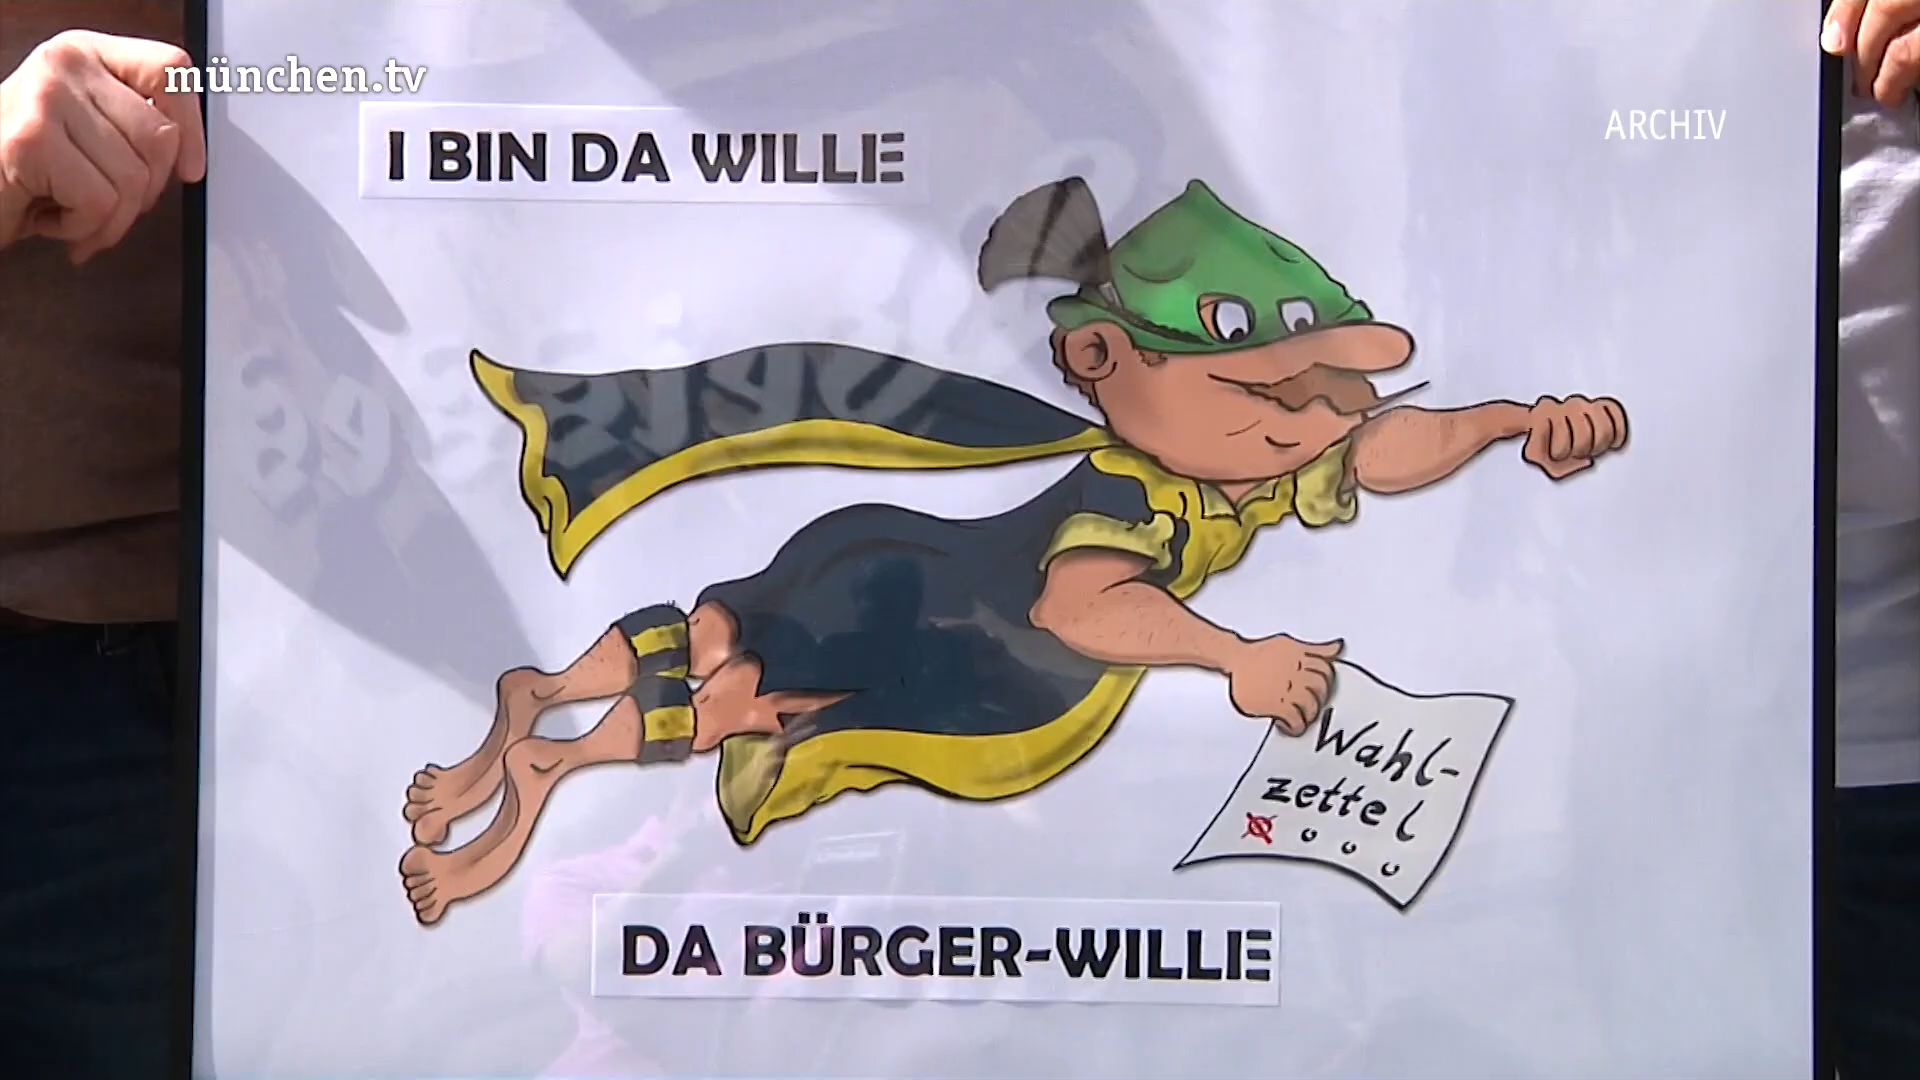 münchen.tv
ARCHIV
I BIN DA WILLE
Wahl-
zettel
DA BÜRGER-WILLE